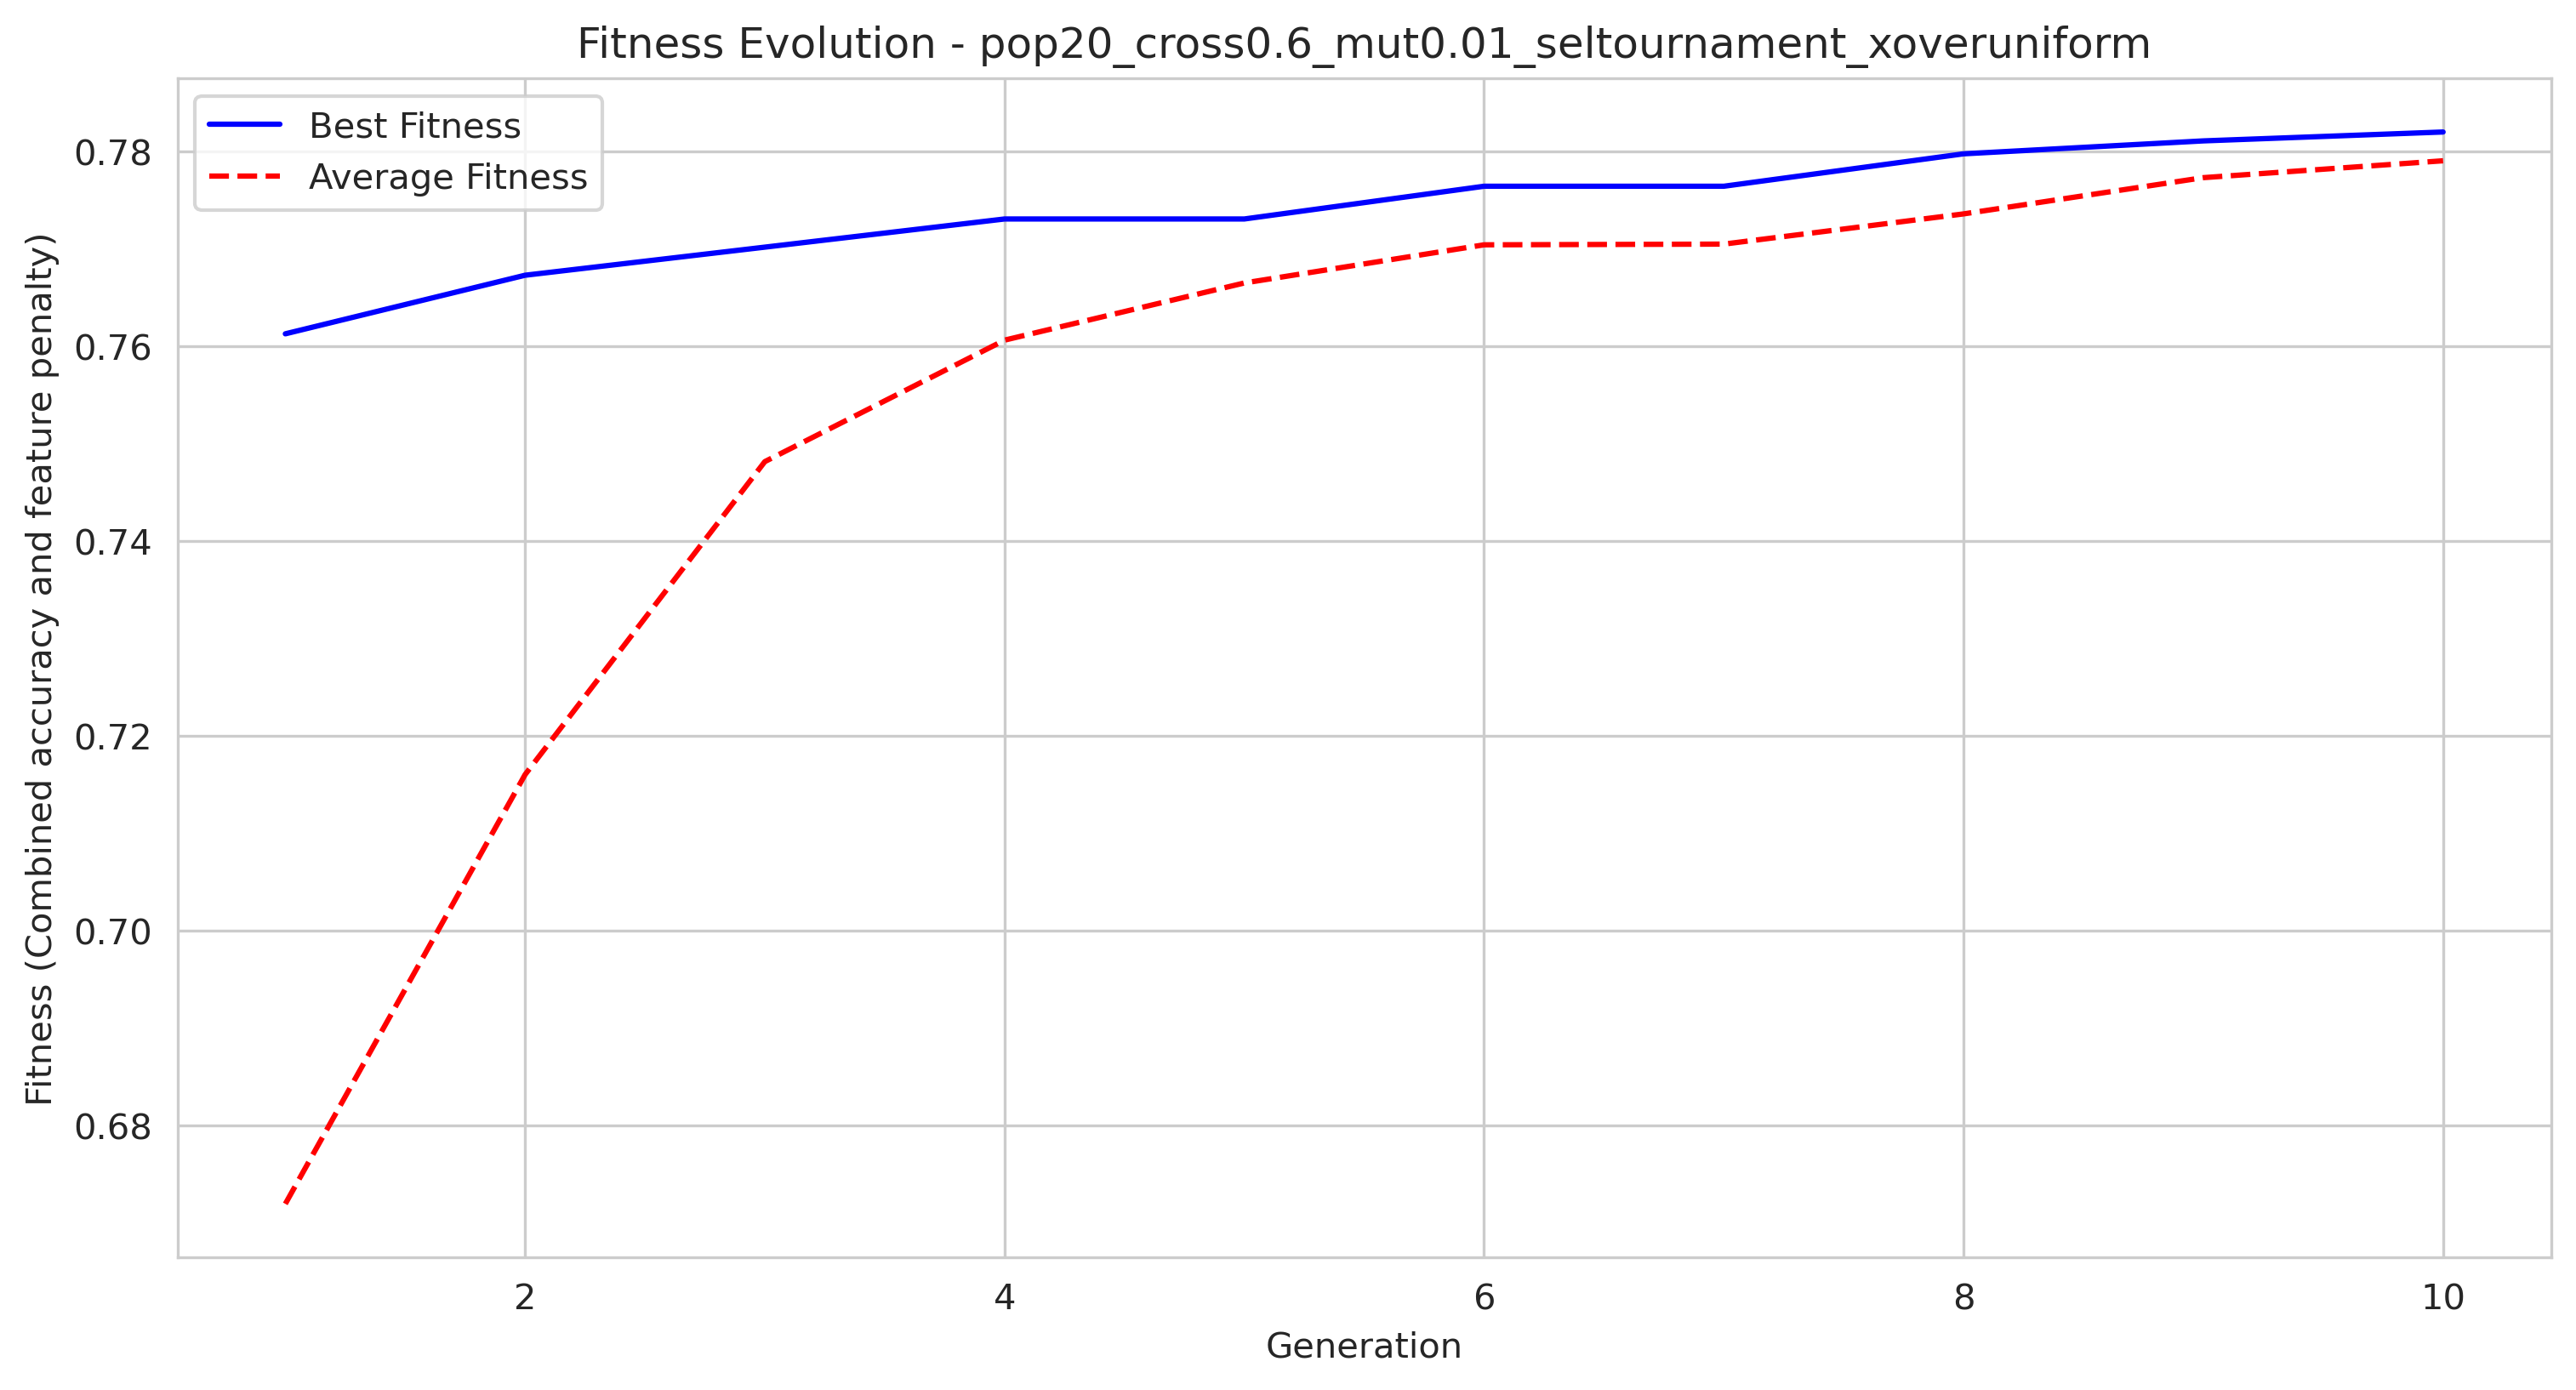 Fitness Evolution - pop20_cross0.6_mut0.01_seltournament_xoveruniform
Best Fitness
Average Fitness
Fitness (Combined accuracy and feature penalty)
0.78
0.76
0.74
0.72
0.70
0.68
2
4
6
8
10
Generation